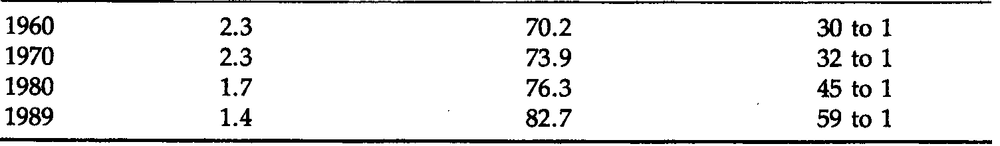 1960 2.3 70.2 30 to 1
1970 2.3 73.9 32 to 1
1980 1.7 76.3 45 to 1
1989 1.4 82.7 59 to 1